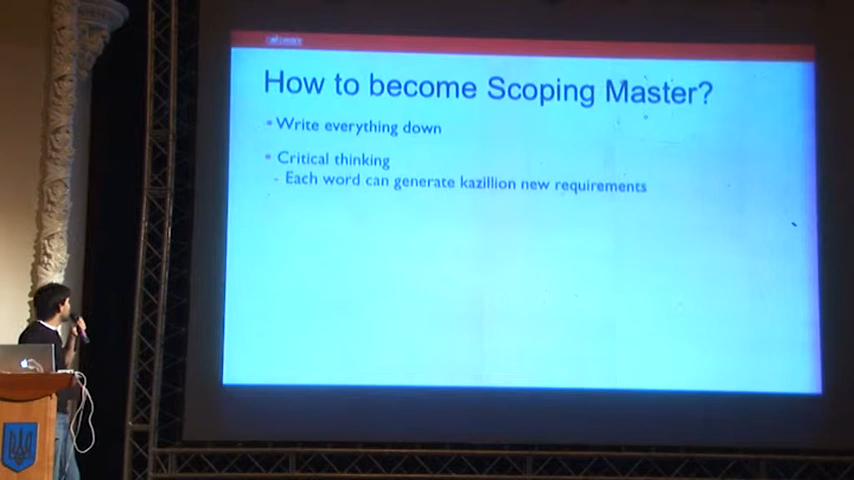 How to become Scoping Master?
• Write everything down
• Critical thinking
- Each word can generate kazillion new requirements